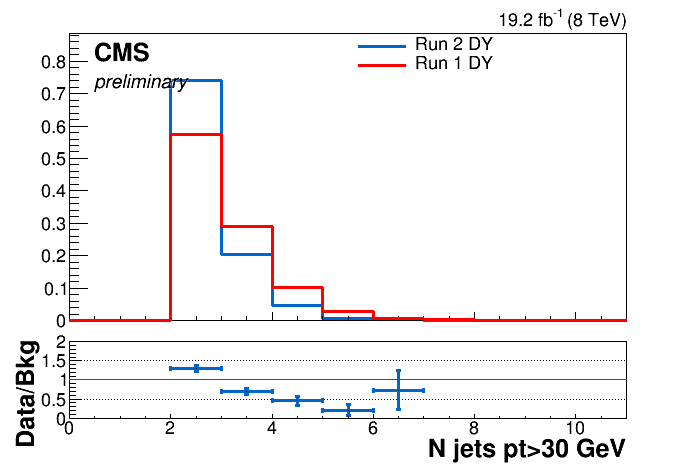 19.2 fb-1 (8 TeV)
CMS
preliminary
Run 2 DY
Run 1 DY
0.8
0.7
0.6
0.5
0.4
0.3
0.2
0.1
0
Data/Bkg
2
1.5
1
0.5
0
0 2 4 6 8 10
N jets pt>30 GeV